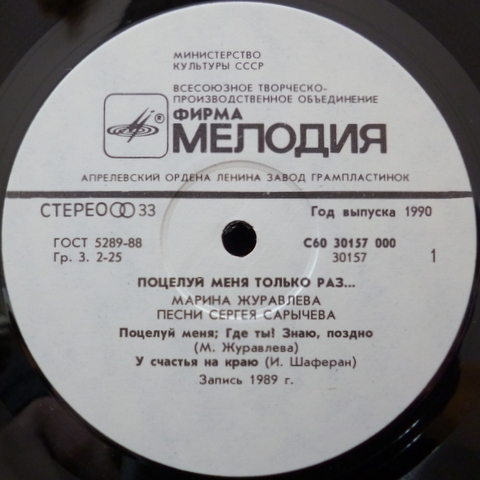 МИНИСТЕРСТВО
КУЛЬТУРЫ СССР
ВСЕСОЮЗНОЕ ТВОРЧЕСКО-
ПРОИЗВОДСТВЕННОЕ ОБЪЕДИНЕНИЕ
® ФИРМА
МЕЛОДИЯ
АПРЕЛЕВСКИЙ ОРДЕНА ЛЕНИНА ЗАВОД ГРАМПЛАСТИНОК
СТЕРЕО 33 Год выпуска 1990
ГОСТ 5289-88 С60 30157 000
Гр. 3. 2-25 30157 1
ПОЦЕЛУЙ МЕНЯ ТОЛЬКО РАЗ...
МАРИНА ЖУРАВЛЕВА
ПЕСНИ СЕРГЕЯ САРЫЧЕВА
Поцелуй меня; Где ты! Знаю, поздно
(М. Журавлева)
У счастья на краю (И. Шаферан)
Запись 1989 г.